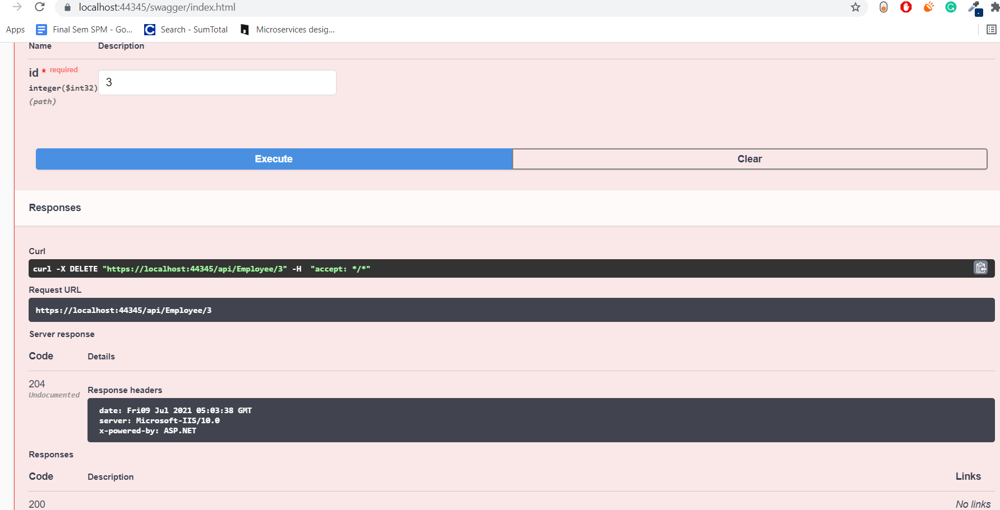 localhost:44345/swagger/index.html
Apps Final Sem SPM - Go... Search - SumTotal Microservices desig...
Name Description
id * required
integer($int32)
(path)
3
Execute Clear
Responses
Curl
curl -X DELETE "https://localhost:44345/api/Employee/3" -H  "accept: */*"
Request URL
https://localhost:44345/api/Employee/3
Server response
Code Details
204
Undocumented
Response headers
date: Fri09 Jul 2021 05:03:38 GMT
server: Microsoft-IIS/10.0
x-powered-by: ASP.NET
Responses
Code Description Links
200 No links